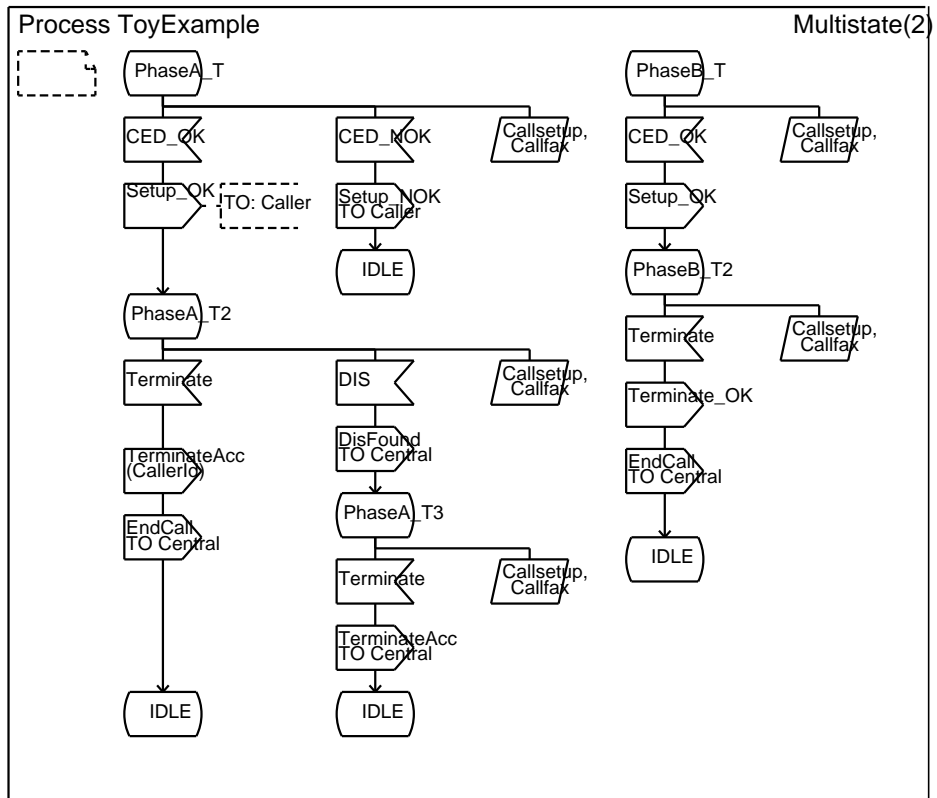 Process ToyExample
Multistate(2)
PhaseA_T
PhaseB_T
CED_OK
CED_NOK
Callsetup,
Callfax
CED_OK
Callsetup,
Callfax
Setup_OK
TO: Caller
Setup_NOK
TO Caller
Setup_OK
IDLE
PhaseB_T2
PhaseA_T2
Terminate
Callsetup,
Callfax
Terminate
DIS
Callsetup,
Callfax
Terminate_OK
TerminateAcc
(CallerId)
DisFound
TO Central
EndCall
TO Central
EndCall
TO Central
PhaseA_T3
IDLE
Terminate
Callsetup,
Callfax
TerminateAcc
TO Central
IDLE
IDLE